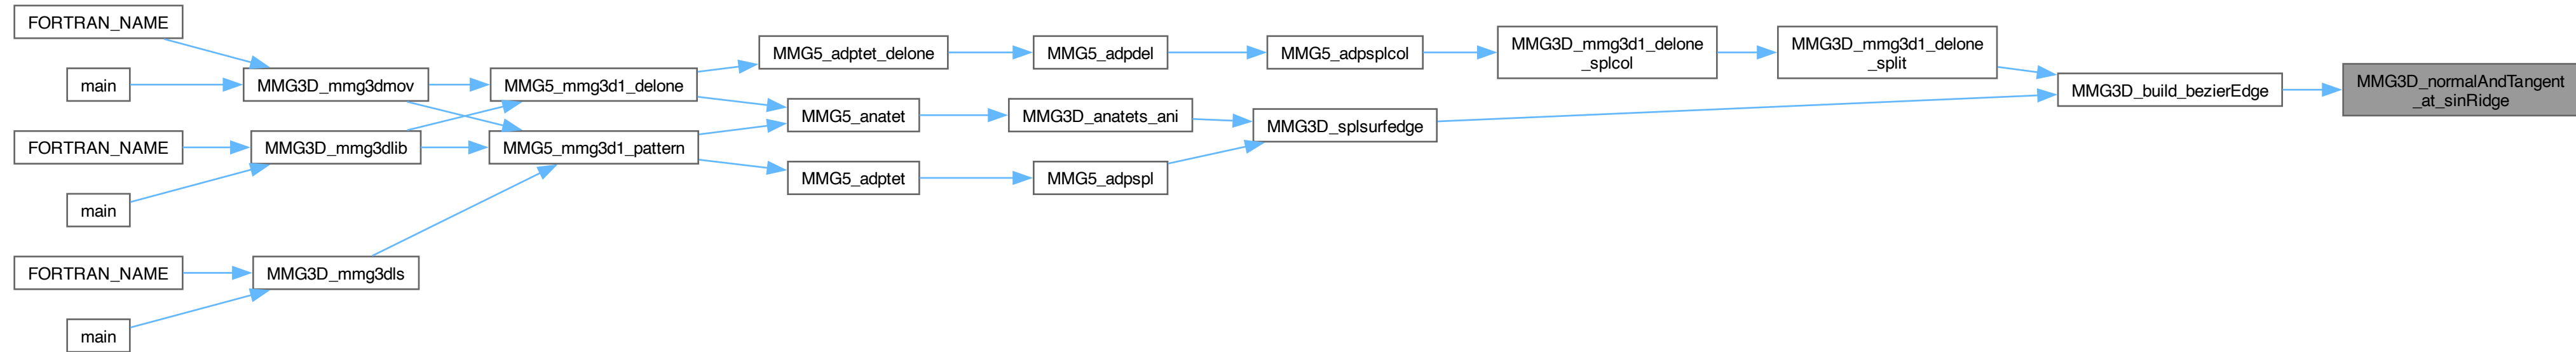 FORTRAN_NAME
main
MMG3D_mmg3dmov
FORTRAN_NAME
MMG3D_mmg3dlib
main
FORTRAN_NAME
MMG3D_mmg3dls
main
MMG5_mmg3d1_delone
MMG5_mmg3d1_pattern
MMG5_adptet_delone
MMG5_anatet
MMG5_adptet
MMG5_adpdel
MMG3D_anatets_ani
MMG5_adpspl
MMG5_adpsplcol
MMG3D_splsurfedge
MMG3D_mmg3d1_delone
_splcol
MMG3D_mmg3d1_delone
_split
MMG3D_build_bezierEdge
MMG3D_normalAndTangent
_at_sinRidge